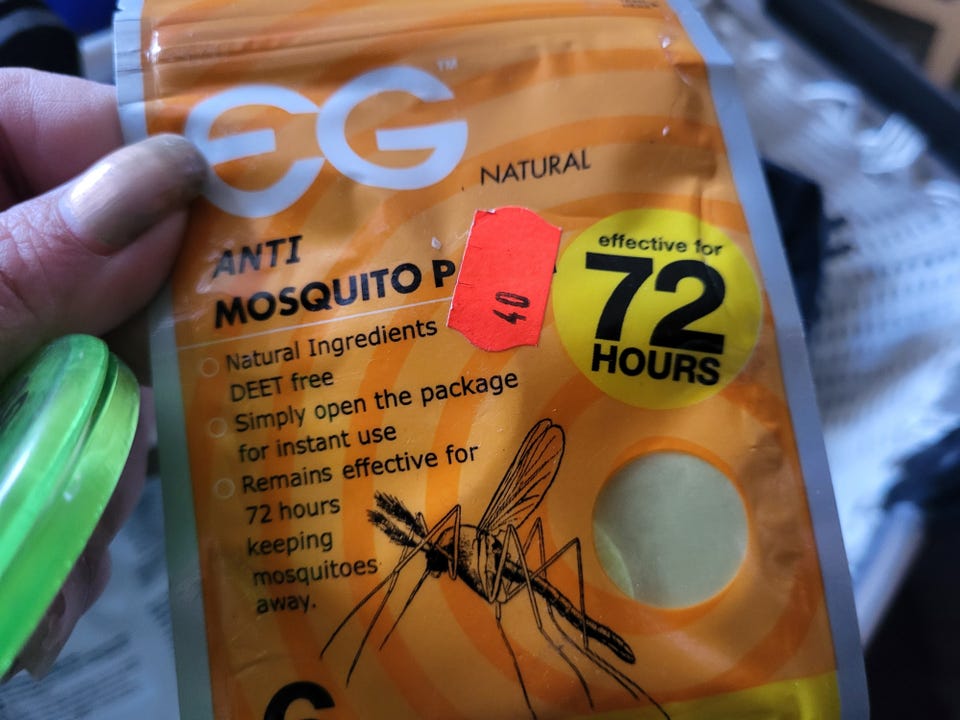 EG™
NATURAL
ANTI
MOSQUITO
40
effective for
72
HOURS
Natural Ingredients
DEET free
Simply open the package
for instant use
Remains effective for
72 hours
keeping
mosquitoes
away.